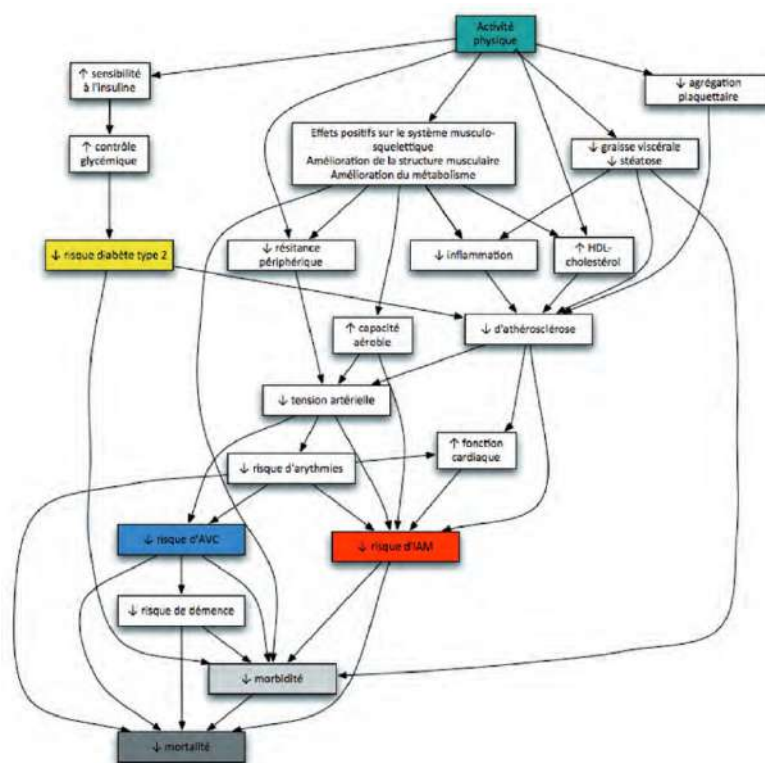 Activité
physique
↑ sensibilité
à l'insuline
↓ agrégation
plaquettaire
Effets positifs sur le système musculo-
squelettique
Amélioration de la structure musculaire
Amélioration du métabolisme
↑ contrôle
glycémique
↓ graisse viscérale
↓ stéatose
↓ risque diabète type 2
↓ résitance
périphérique
↓ inflammation
↑ HDL-
cholestérol
↑ capacité
aérobie
↓ d'athérosclérose
↓ tension artérielle
↑ fonction
cardiaque
↓ risque d'arythmies
↓ risque d'AVC
↓ risque d'IAM
↓ risque de démence
↓ morbidité
↓ mortalité